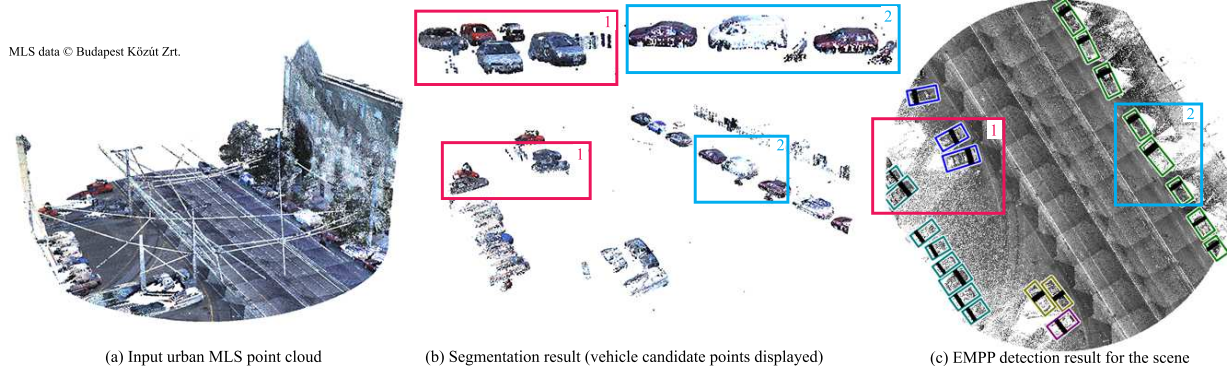 MLS data © Budapest Közút Zrt.
1
2
1
2
1
2
(a) Input urban MLS point cloud
(b) Segmentation result (vehicle candidate points displayed)
(c) EMPP detection result for the scene